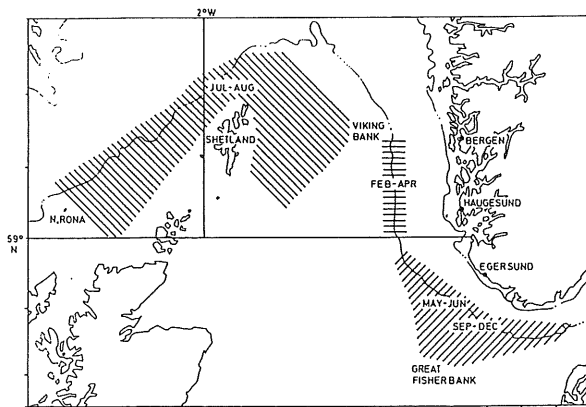 2°W
JUL-AUG
SHETLAND
VIKING
BANK
BERGEN
FEB-APR
N,RONA
HAUGESUND
59°
N
EGERSUND
MAY-JUN
SEP-DEC
GREAT
FISHER BANK